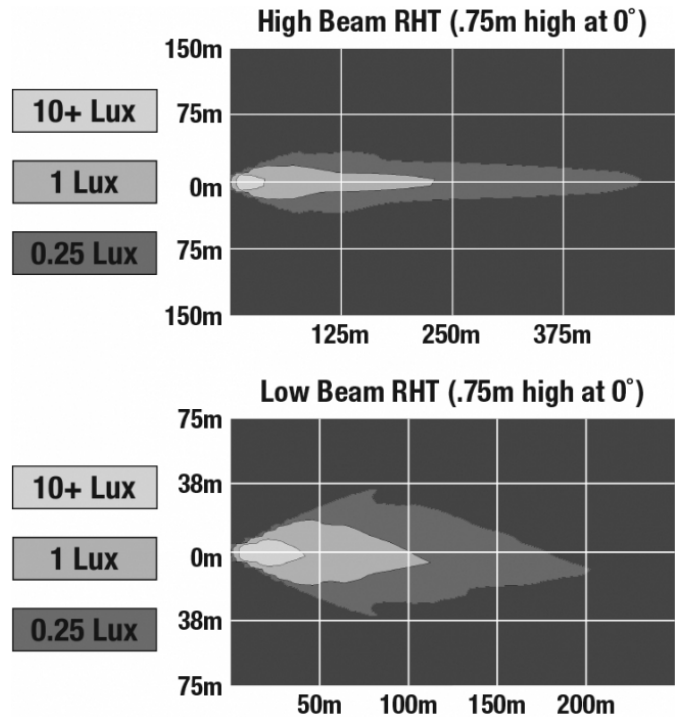 High Beam RHT (.75m high at 0˚)
150m
10+ Lux
75m
1 Lux
0m
0.25 Lux
75m
150m
125m 250m 375m
Low Beam RHT (.75m high at 0˚)
75m
10+ Lux
38m
1 Lux
0m
0.25 Lux
38m
75m
50m 100m 150m 200m